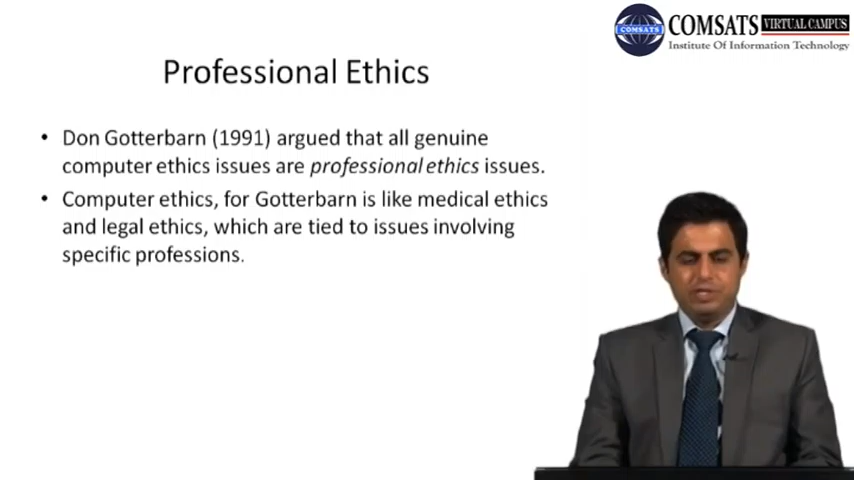 COMSATS
COMSATS VIRTUAL CAMPUS
Institute Of Information Technology
Professional Ethics
• Don Gotterbarn (1991) argued that all genuine
computer ethics issues are professional ethics issues.
• Computer ethics, for Gotterbarn is like medical ethics
and legal ethics, which are tied to issues involving
specific professions.